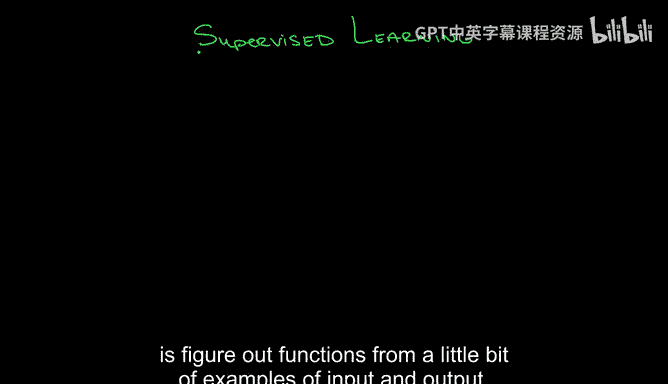 SUPERVISED LEARNING
GPT中英字幕课程资源 bilibili
is figure out functions from a little bit
of examples of input and output